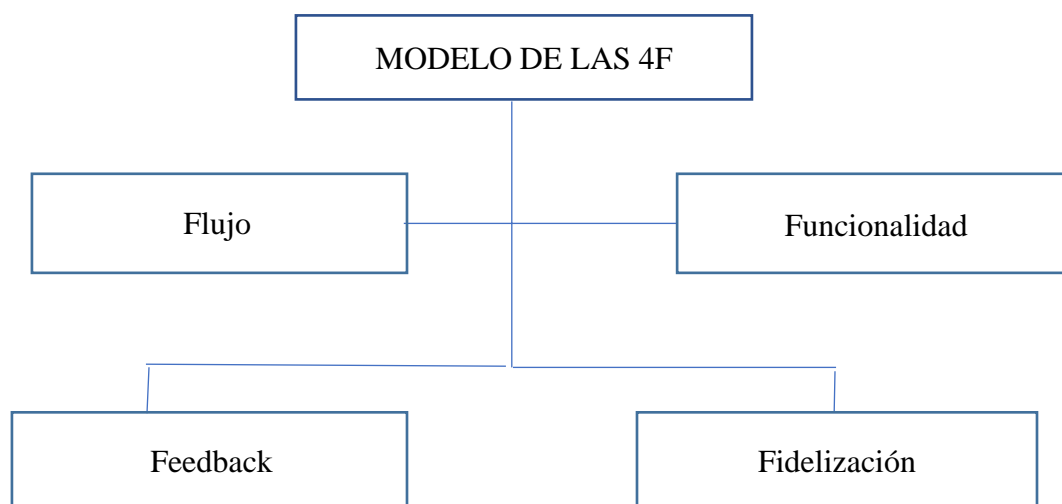 MODELO DE LAS 4F
Flujo
Funcionalidad
Feedback
Fidelización